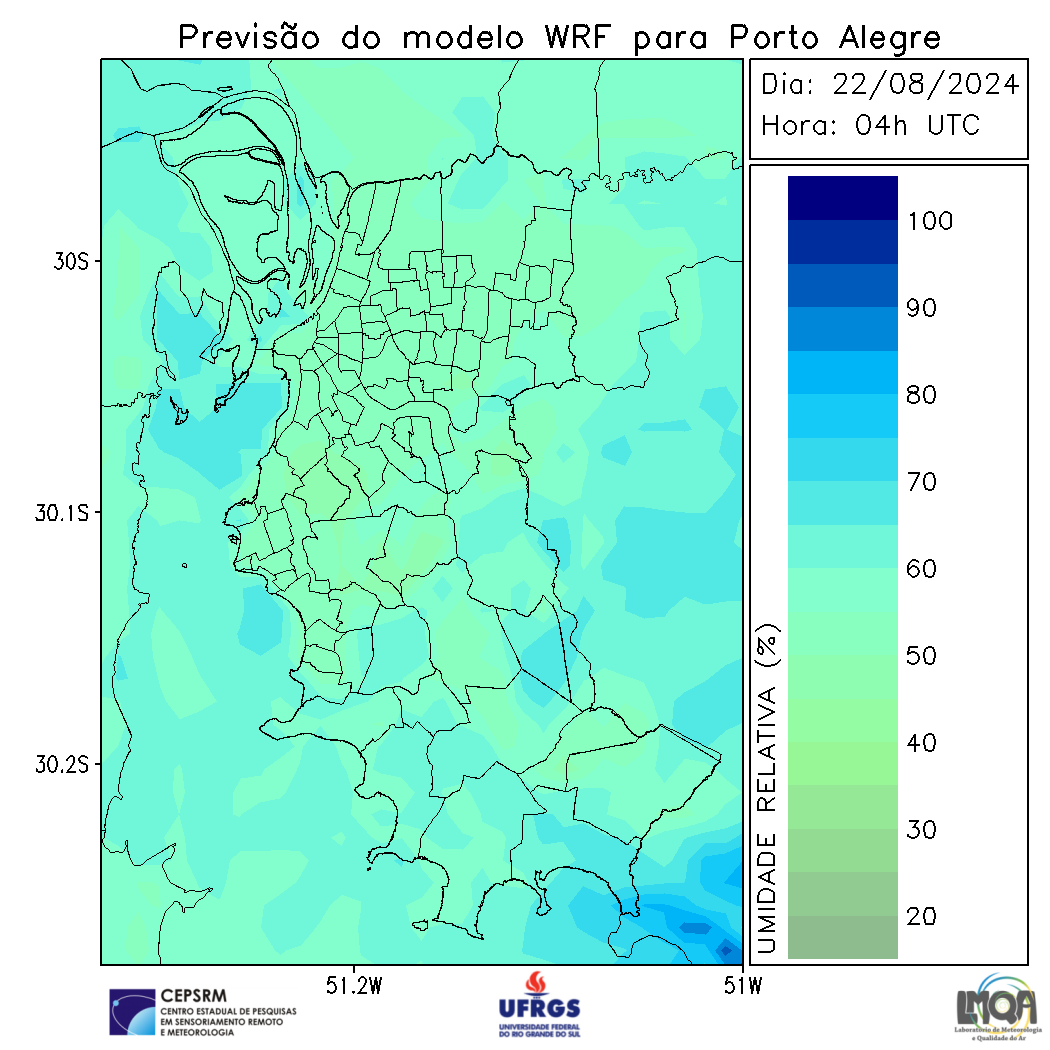 Previsão do modelo WRF para Porto Alegre
Dia: 22/08/2024
Hora: 04h UTC
30S
30.1S
30.2S
51.2W
51W
100
90
80
70
60
50
40
30
20
UMIDADE RELATIVA (%)
CEPSRM
CENTRO ESTADUAL DE PESQUISAS
EM SENSORIAMENTO REMOTO
E METEOROLOGIA
UFRGS
UNIVERSIDADE FEDERAL
DO RIO GRANDE DO SUL
LMQA
Laboratório de Meteorologia
e Qualidade do Ar